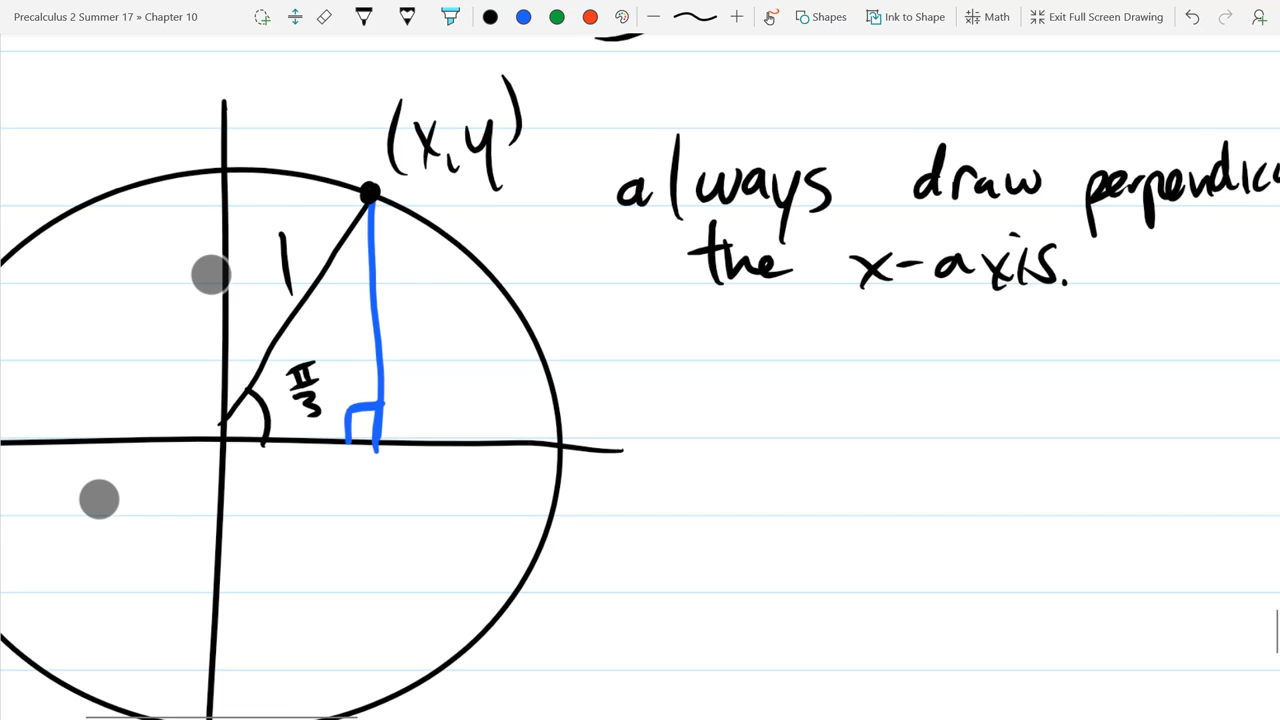 Precalculus 2 Summer 17 » Chapter 10
Shapes
Ink to Shape
Math
Exit Full Screen Drawing
(x,y)
always draw perpendic
the x-axis.
1
π
3